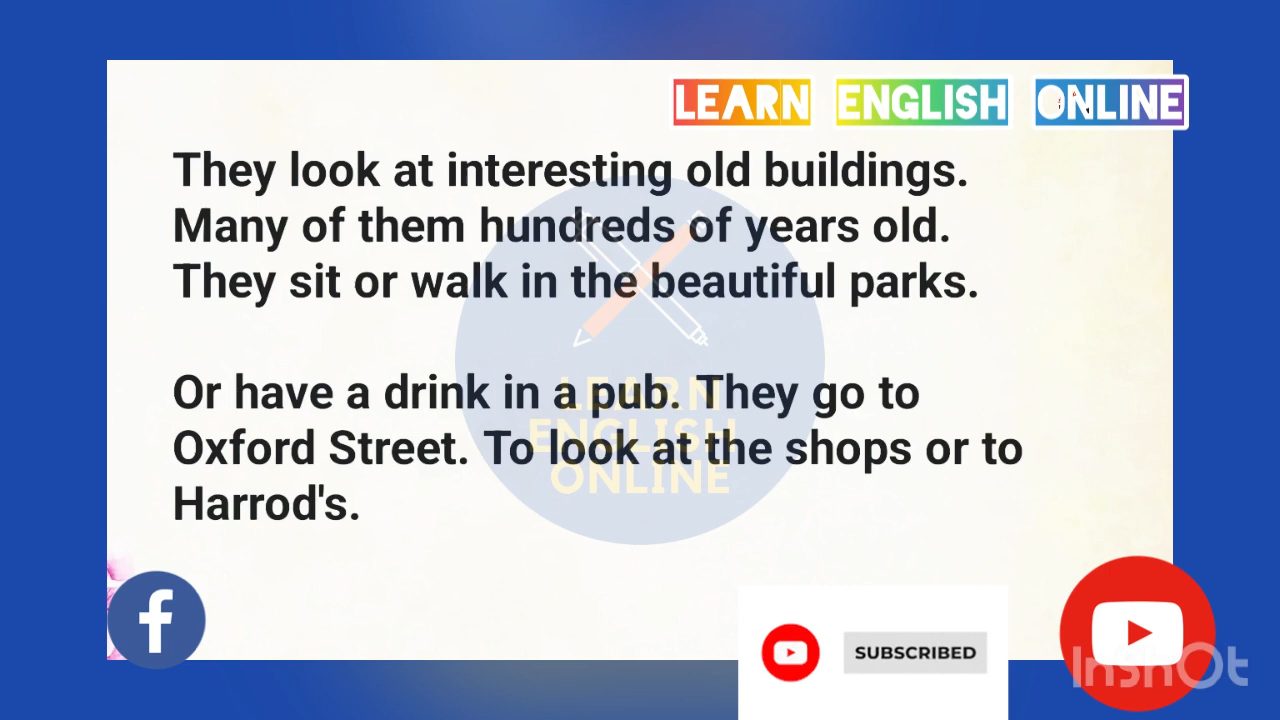 LEARN ENGLISH ONLINE
They look at interesting old buildings.
Many of them hundreds of years old.
They sit or walk in the beautiful parks.
Or have a drink in a pub. They go to
Oxford Street. To look at the shops or to
Harrod's.
LEARN
ENGLISH
ONLINE
SUBSCRIBED
InShOt